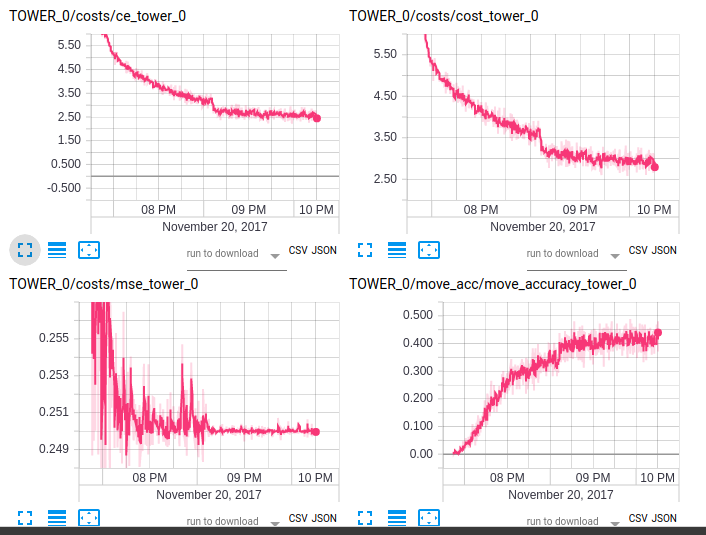 TOWER_0/costs/ce_tower_0
5.50
4.50
3.50
2.50
1.50
0.500
-0.500
08 PM 09 PM 10 PM
November 20, 2017
run to download CSV JSON
TOWER_0/costs/cost_tower_0
5.50
4.50
3.50
2.50
08 PM 09 PM 10 PM
November 20, 2017
run to download CSV JSON
TOWER_0/costs/mse_tower_0
0.255
0.253
0.251
0.249
08 PM 09 PM 10 PM
November 20, 2017
run to download CSV JSON
TOWER_0/move_acc/move_accuracy_tower_0
0.500
0.400
0.300
0.200
0.100
0.00
08 PM 09 PM 10 PM
November 20, 2017
run to download CSV JSON